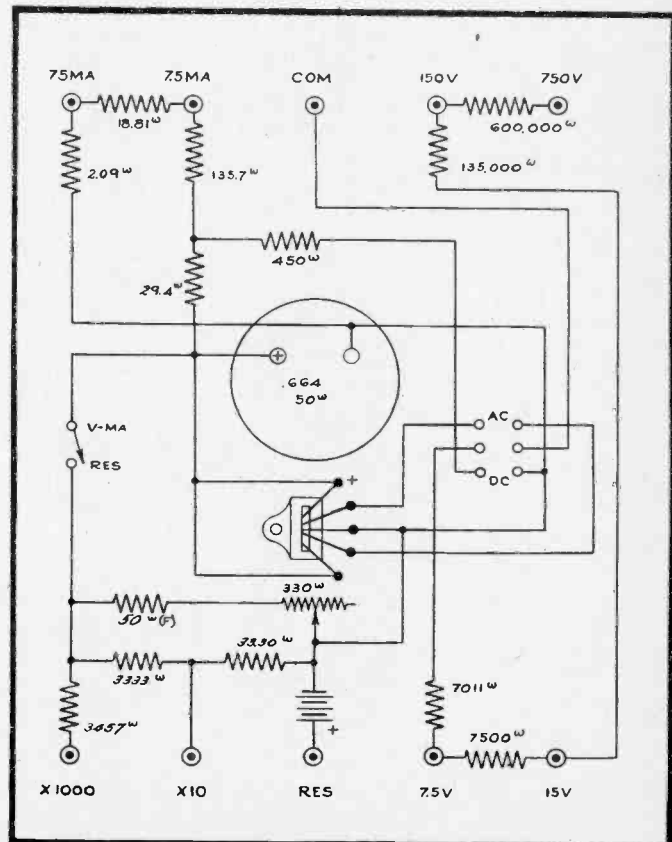 75MA 7.5MA COM 150V 750V
18.81ω 600,000ω
2.09ω 135.7ω 135,000ω
450ω
29.4ω
+
.664
50ω
V-MA AC
RES DC
+
330ω
50ω(F)
3333ω 3330ω
3457ω 7011ω
+ 7500ω
X1000 X10 RES 7.5V 15V